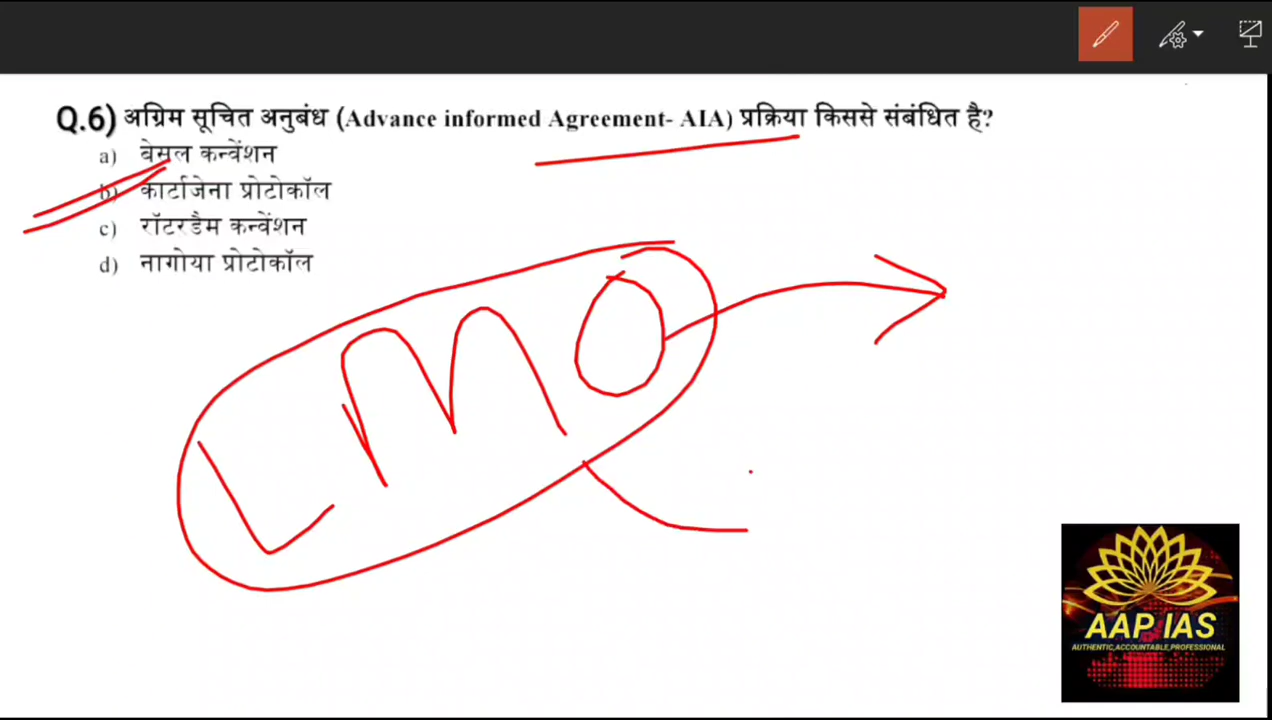 Q.6) अग्रिम सूचित अनुबंध (Advance informed Agreement- AIA) प्रक्रिया किससे संबंधित है?
a) बेसल कन्वेंशन
b) कार्टाजेना प्रोटोकॉल
c) रॉटरडैम कन्वेंशन
d) नागोया प्रोटोकॉल
LMO
AAP IAS
AUTHENTIC,ACCOUNTABLE,PROFESSIONAL